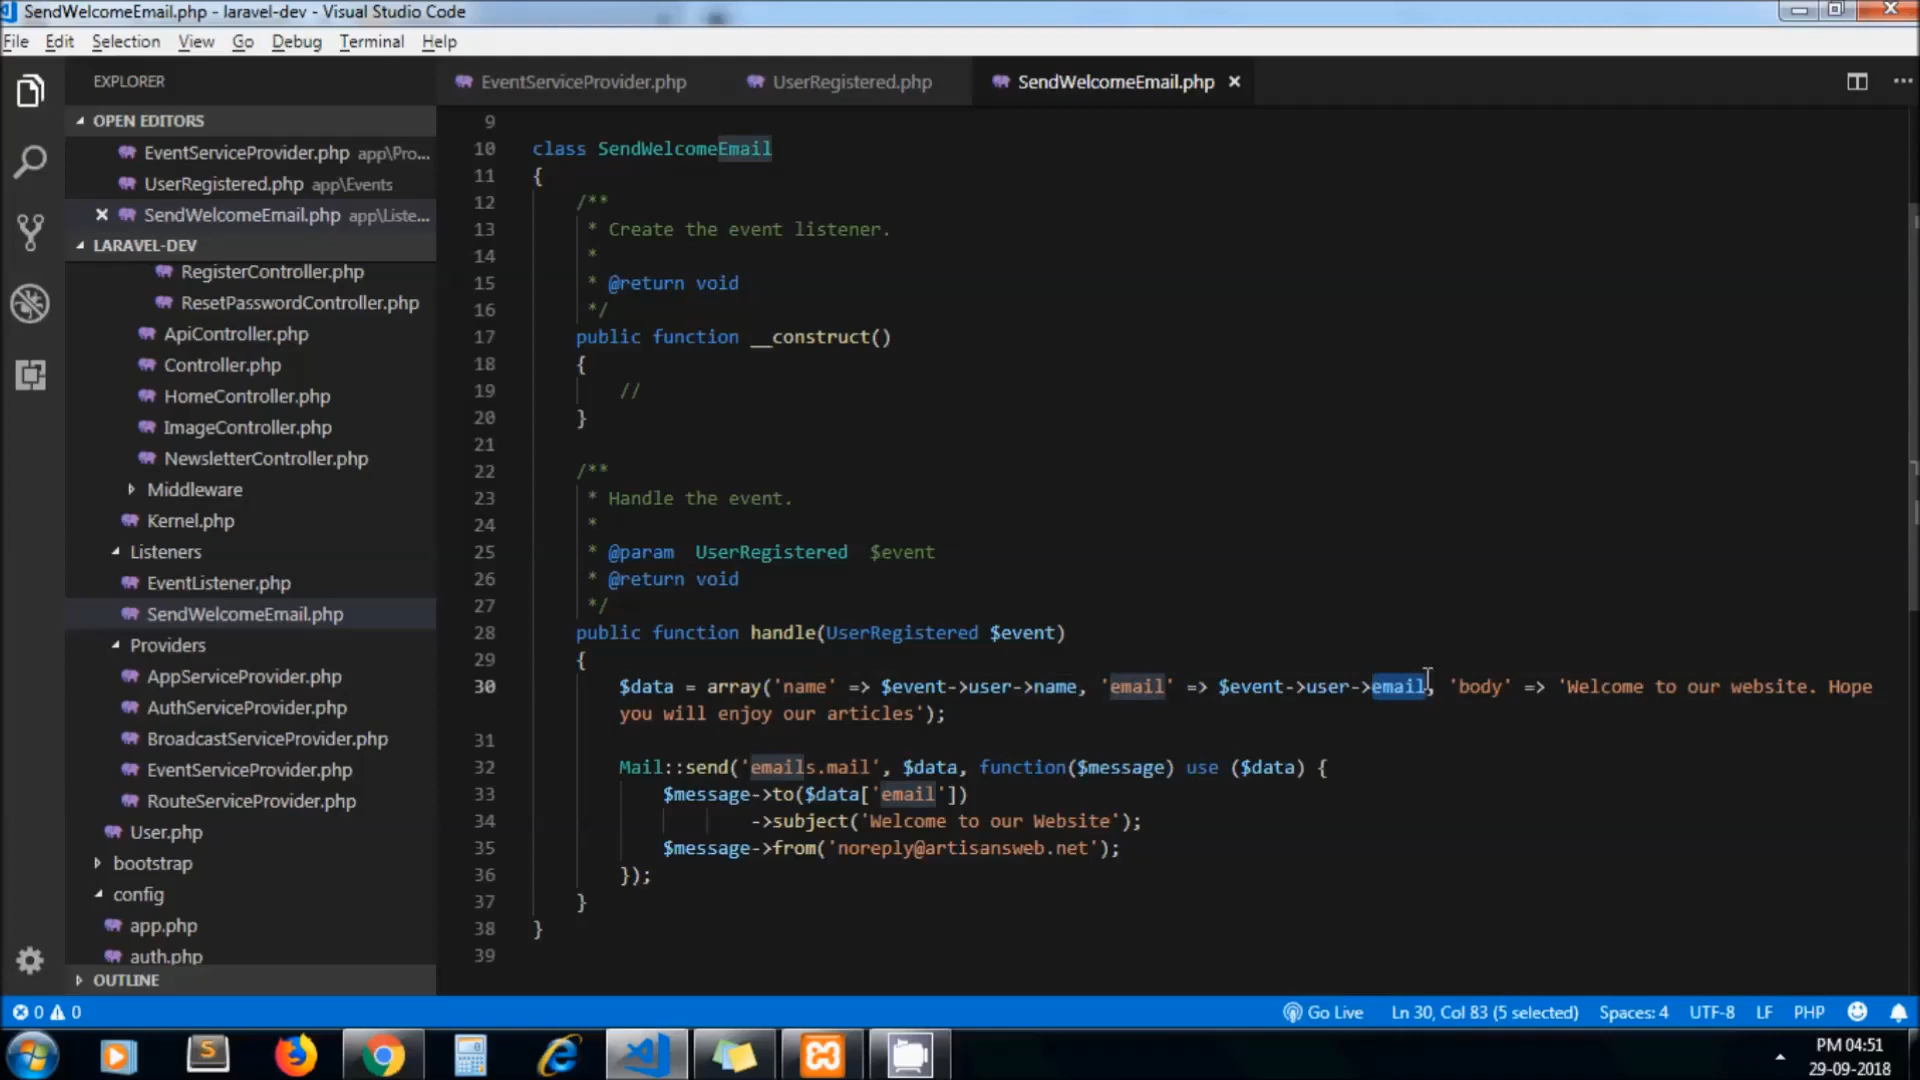 SendWelcomeEmail.php - laravel-dev - Visual Studio Code
File Edit Selection View Go Debug Terminal Help
EXPLORER
OPEN EDITORS
EventServiceProvider.php app\Pro...
UserRegistered.php app\Events
SendWelcomeEmail.php app\Liste...
LARAVEL-DEV
RegisterController.php
ResetPasswordController.php
ApiController.php
Controller.php
HomeController.php
ImageController.php
NewsletterController.php
Middleware
Kernel.php
Listeners
EventListener.php
SendWelcomeEmail.php
Providers
AppServiceProvider.php
AuthServiceProvider.php
BroadcastServiceProvider.php
EventServiceProvider.php
RouteServiceProvider.php
User.php
bootstrap
config
app.php
auth.php
OUTLINE
EventServiceProvider.php UserRegistered.php SendWelcomeEmail.php
9
10 class SendWelcomeEmail
11 {
12 /**
13 * Create the event listener.
14 *
15 * @return void
16 */
17 public function __construct()
18 {
19 //
20 }
21
22 /**
23 * Handle the event.
24 *
25 * @param  UserRegistered  $event
26 * @return void
27 */
28 public function handle(UserRegistered $event)
29 {
30 $data = array('name' => $event->user->name, 'email' => $event->user->email, 'body' => 'Welcome to our website. Hope
you will enjoy our articles');
31
32 Mail::send('emails.mail', $data, function($message) use ($data) {
33 $message->to($data['email'])
34 ->subject('Welcome to our Website');
35 $message->from('noreply@artisansweb.net');
36 });
37 }
38 }
39
0 0 Go Live Ln 30, Col 83 (5 selected) Spaces: 4 UTF-8 LF PHP
PM 04:51
29-09-2018